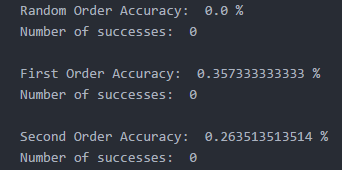 Random Order Accuracy:  0.0 %
Number of successes:  0
First Order Accuracy:  0.357333333333 %
Number of successes:  0
Second Order Accuracy:  0.263513513514 %
Number of successes:  0